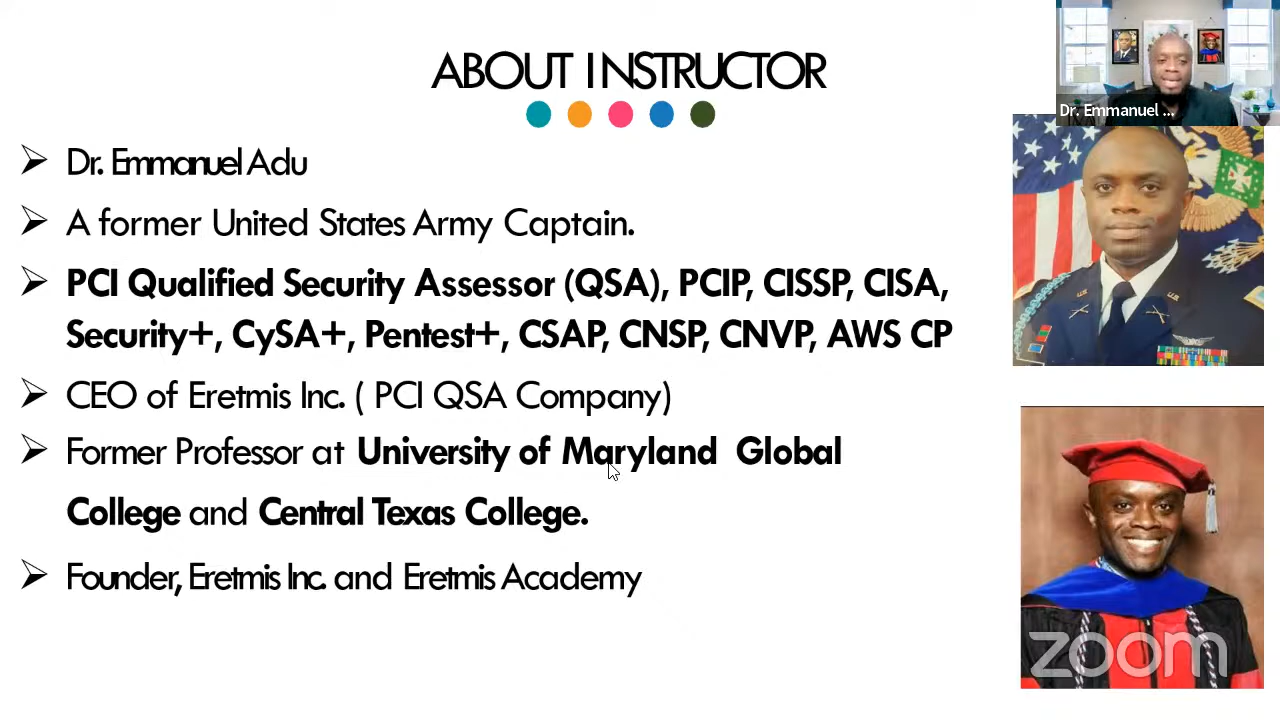 ABOUT INSTRUCTOR
Dr. Emmanuel ...
Dr. Emmanuel Adu
A former United States Army Captain.
PCI Qualified Security Assessor (QSA), PCIP, CISSP, CISA,
Security+, CySA+, Pentest+, CSAP, CNSP, CNVP, AWS CP
CEO of Eretmis Inc. ( PCI QSA Company)
Former Professor at University of Maryland Global
College and Central Texas College.
Founder, Eretmis Inc. and Eretmis Academy
zoom